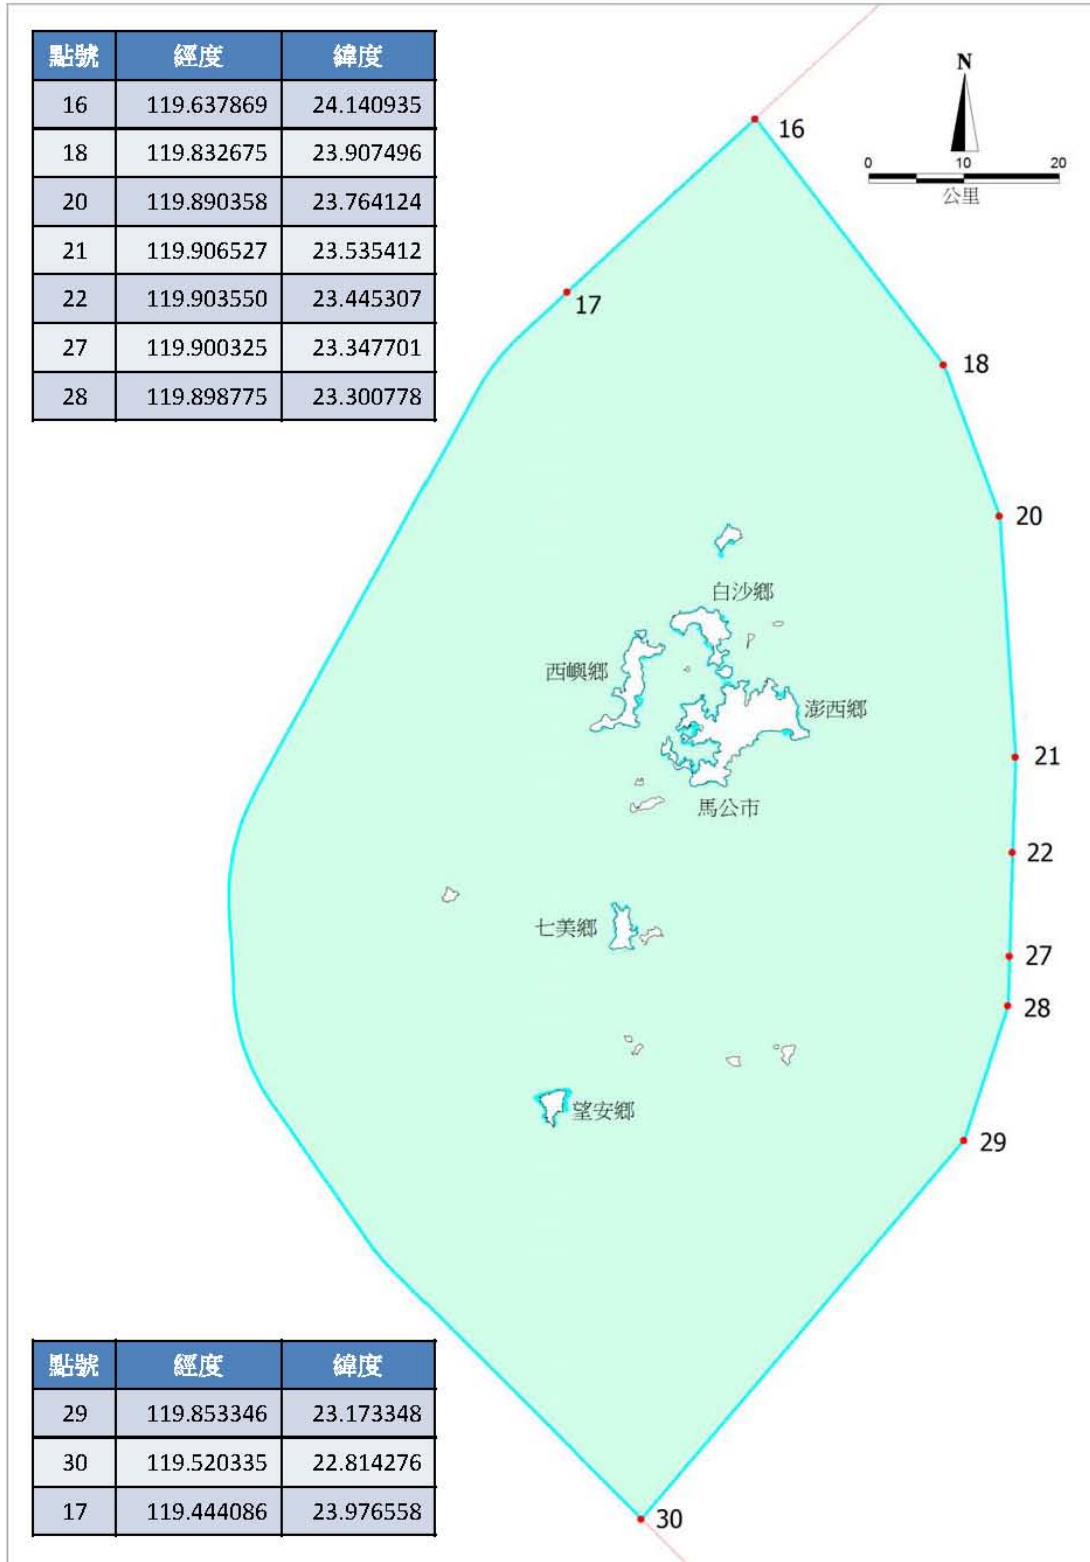 點號 經度 緯度
16 119.637869 24.140935
18 119.832675 23.907496
20 119.890358 23.764124
21 119.906527 23.535412
22 119.903550 23.445307
27 119.900325 23.347701
28 119.898775 23.300778
N
0 10 20
公里
16
17
18
20
白沙鄉
西嶼鄉
澎西鄉
21
馬公市
22
七美鄉
27
28
望安鄉
29
點號 經度 緯度
29 119.853346 23.173348
30 119.520335 22.814276
17 119.444086 23.976558
30